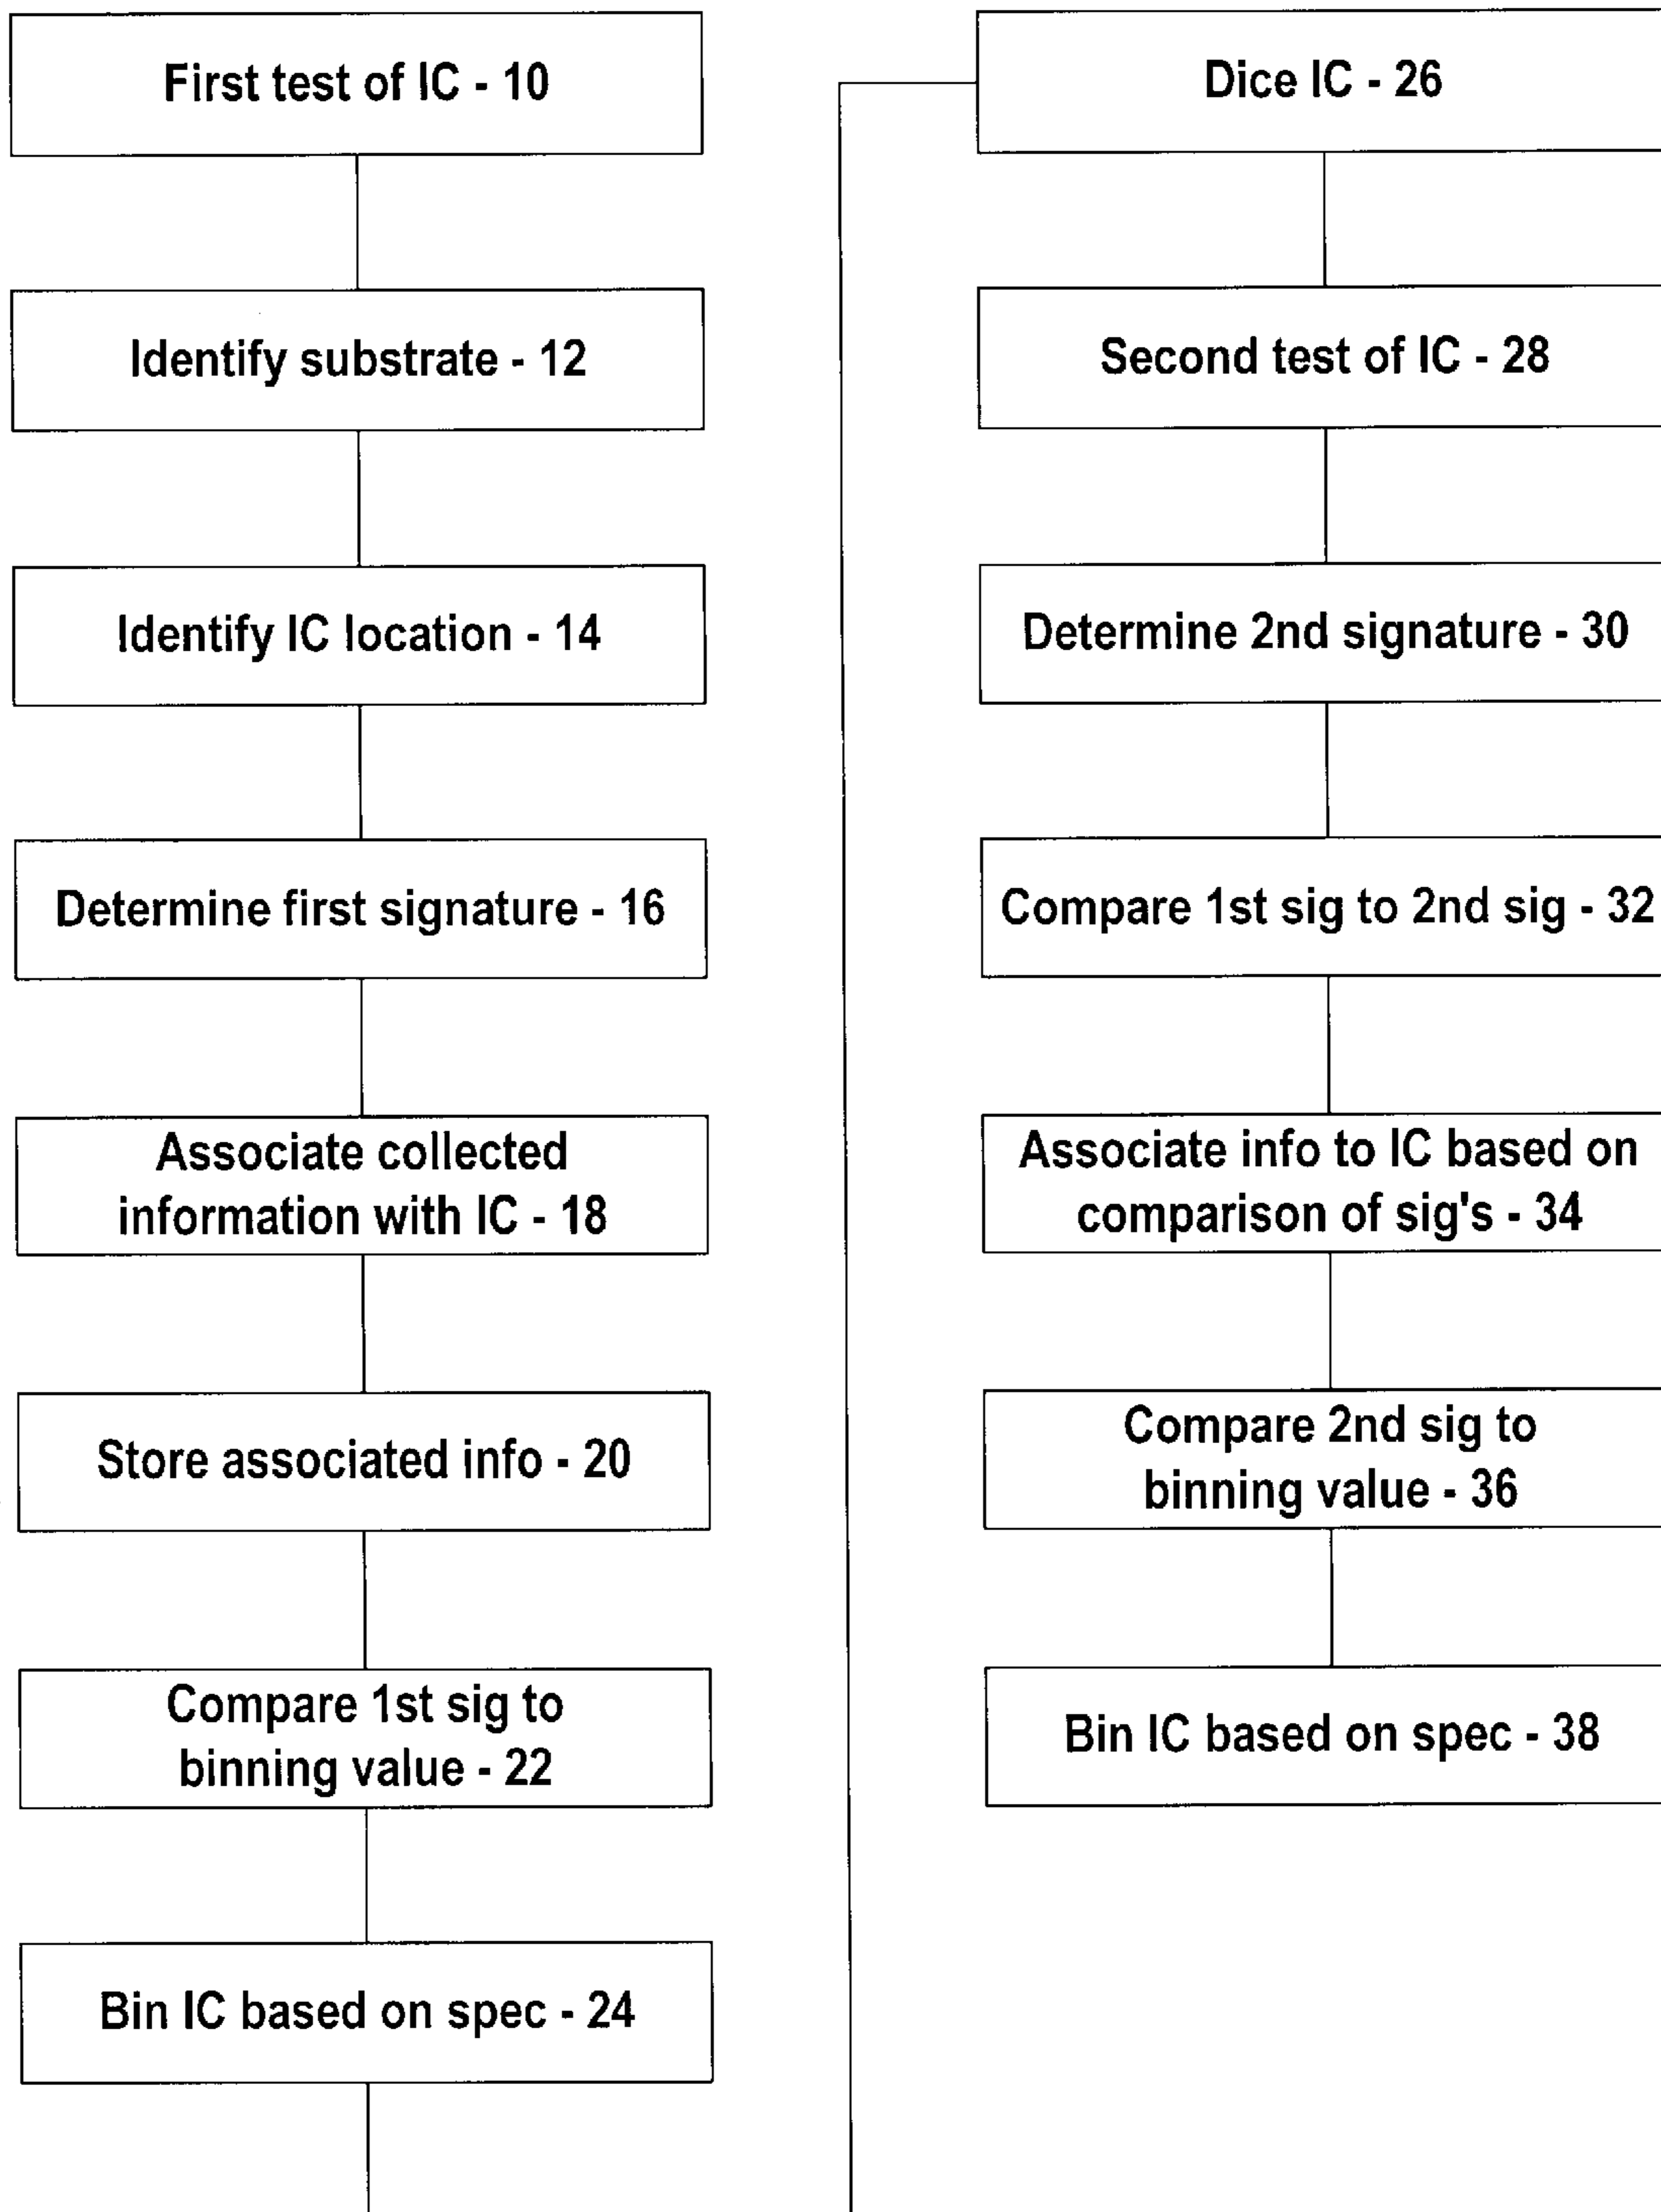 First test of IC - 10
Identify substrate - 12
Identify IC location - 14
Determine first signature - 16
Associate collected
information with IC - 18
Store associated info - 20
Compare 1st sig to
binning value - 22
Bin IC based on spec - 24
Dice IC - 26
Second test of IC - 28
Determine 2nd signature - 30
Compare 1st sig to 2nd sig - 32
Associate info to IC based on
comparison of sig's - 34
Compare 2nd sig to
binning value - 36
Bin IC based on spec - 38